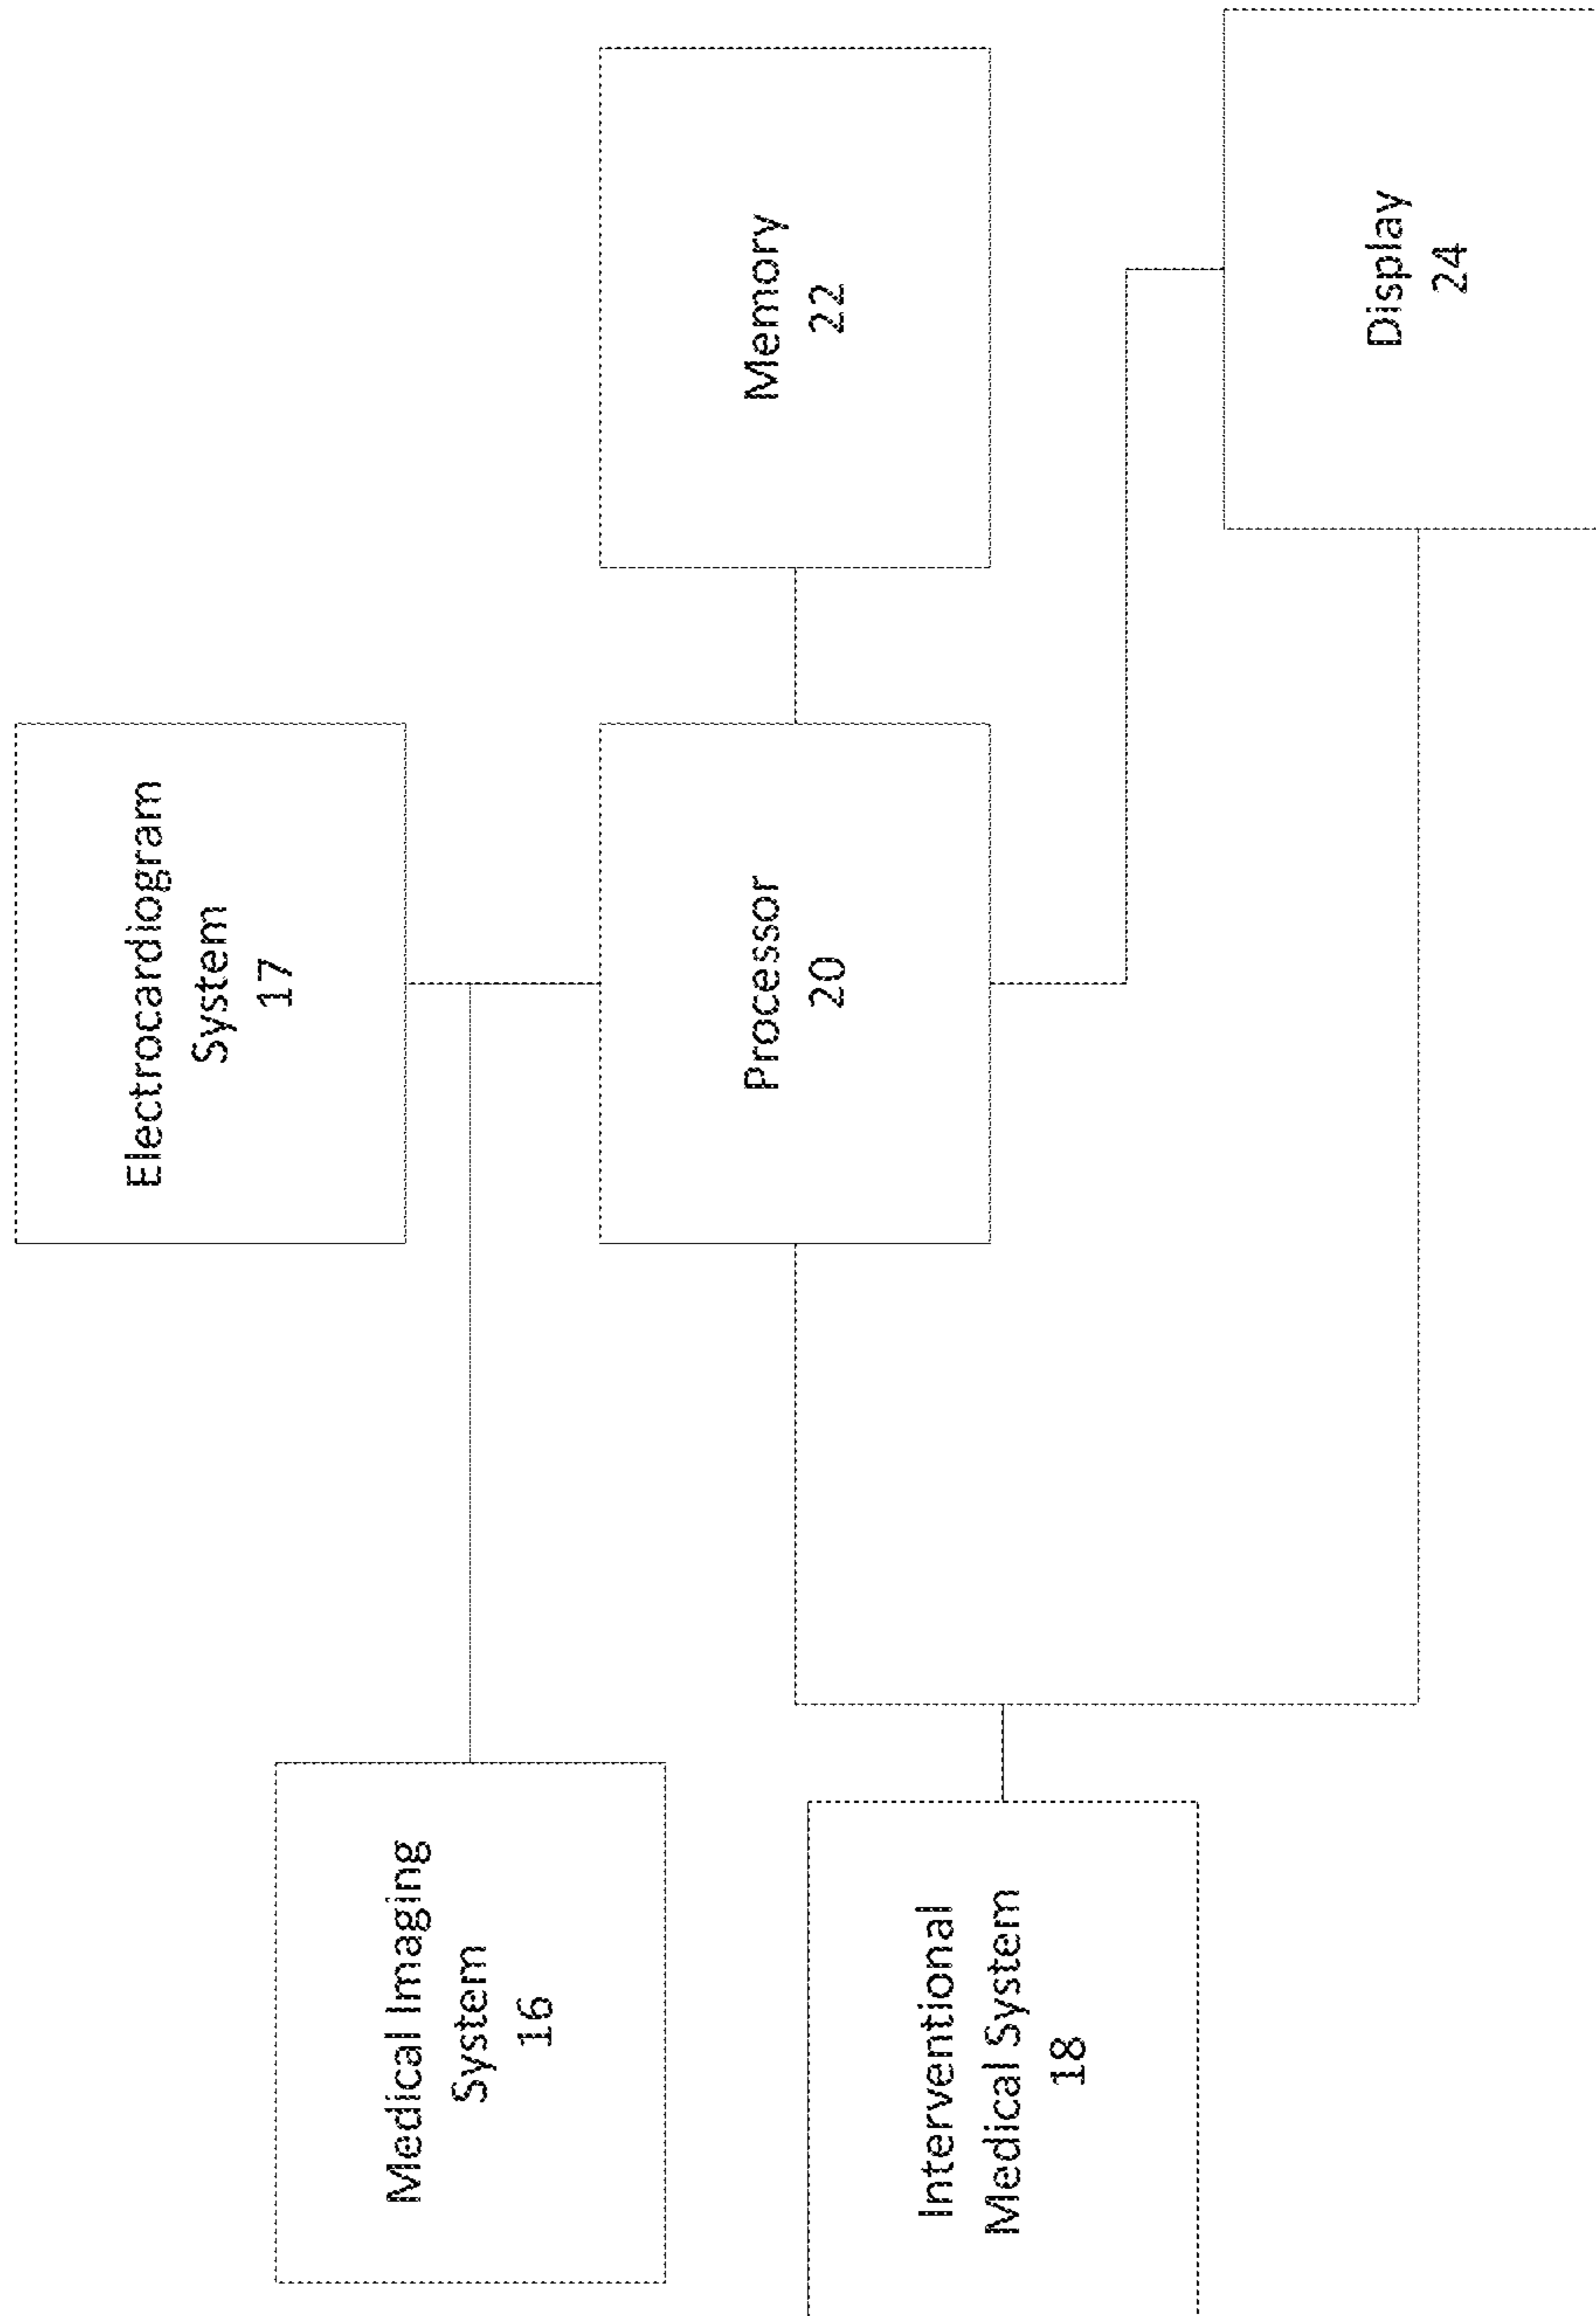 Electrocardiogram
System
17
Medical Imaging
System
16
Processor
20
Memory
22
Interventional
Medical System
18
Display
24